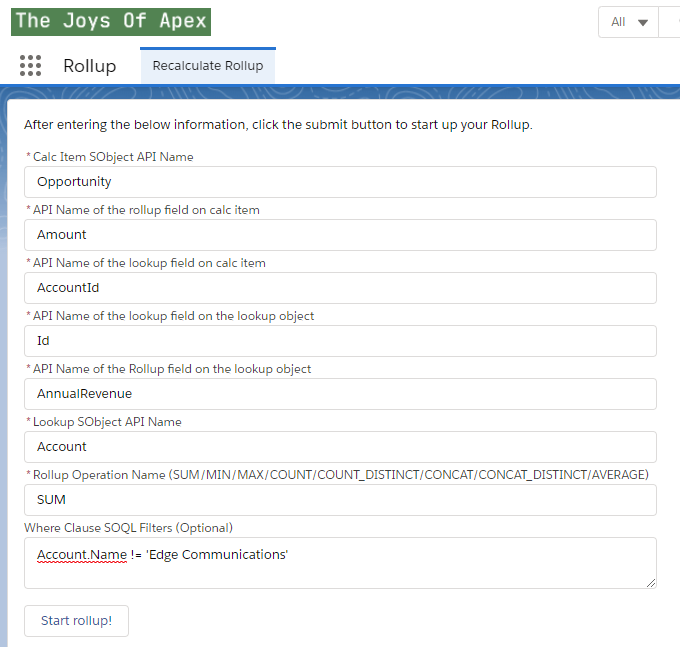 The Joys Of Apex
All
Rollup
Recalculate Rollup
After entering the below information, click the submit button to start up your Rollup.
* Calc Item SObject API Name
Opportunity
* API Name of the rollup field on calc item
Amount
* API Name of the lookup field on calc item
AccountId
* API Name of the lookup field on the lookup object
Id
* API Name of the Rollup field on the lookup object
AnnualRevenue
* Lookup SObject API Name
Account
* Rollup Operation Name (SUM/MIN/MAX/COUNT/COUNT_DISTINCT/CONCAT/CONCAT_DISTINCT/AVERAGE)
SUM
Where Clause SOQL Filters (Optional)
Account.Name != 'Edge Communications'
Start rollup!